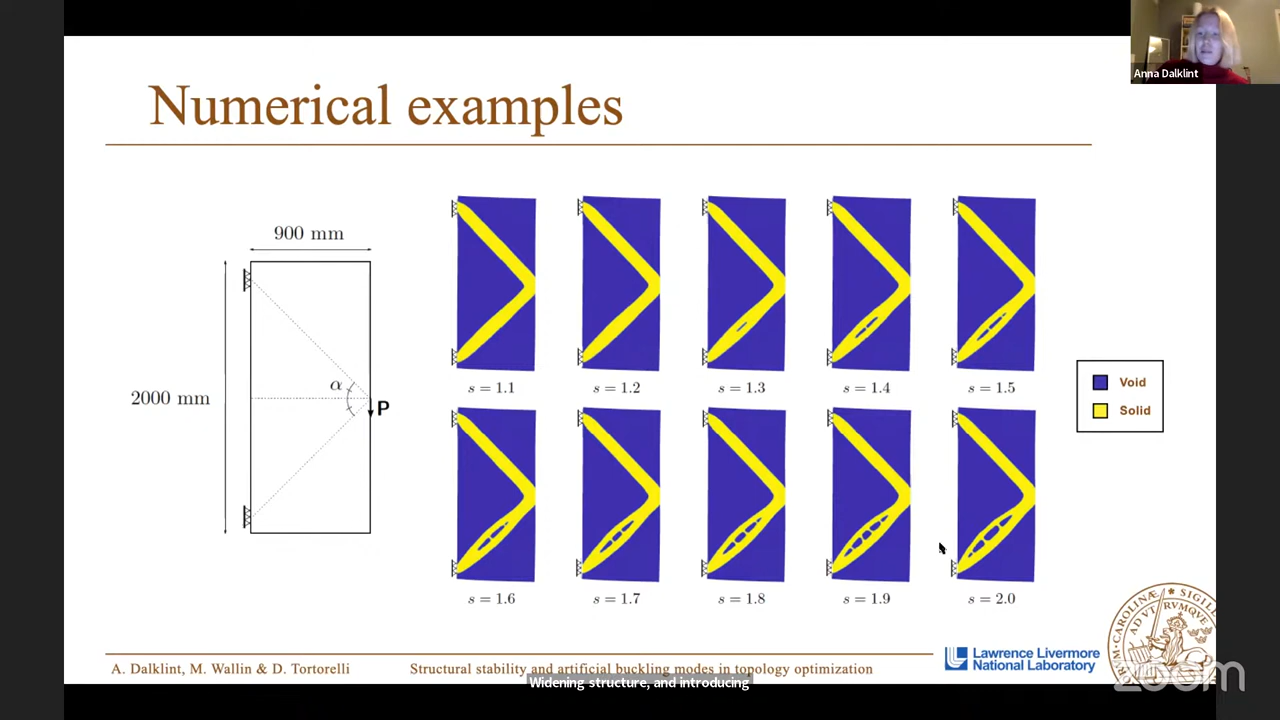 Anna Dalklint
Numerical examples
900 mm
2000 mm
α
P
s = 1.1
s = 1.2
s = 1.3
s = 1.4
s = 1.5
Void
Solid
s = 1.6
s = 1.7
s = 1.8
s = 1.9
s = 2.0
A. Dalklint, M. Wallin & D. Tortorelli
Structural stability and artificial buckling modes in topology optimization
Lawrence Livermore
National Laboratory
Widening structure, and introducing
zoom